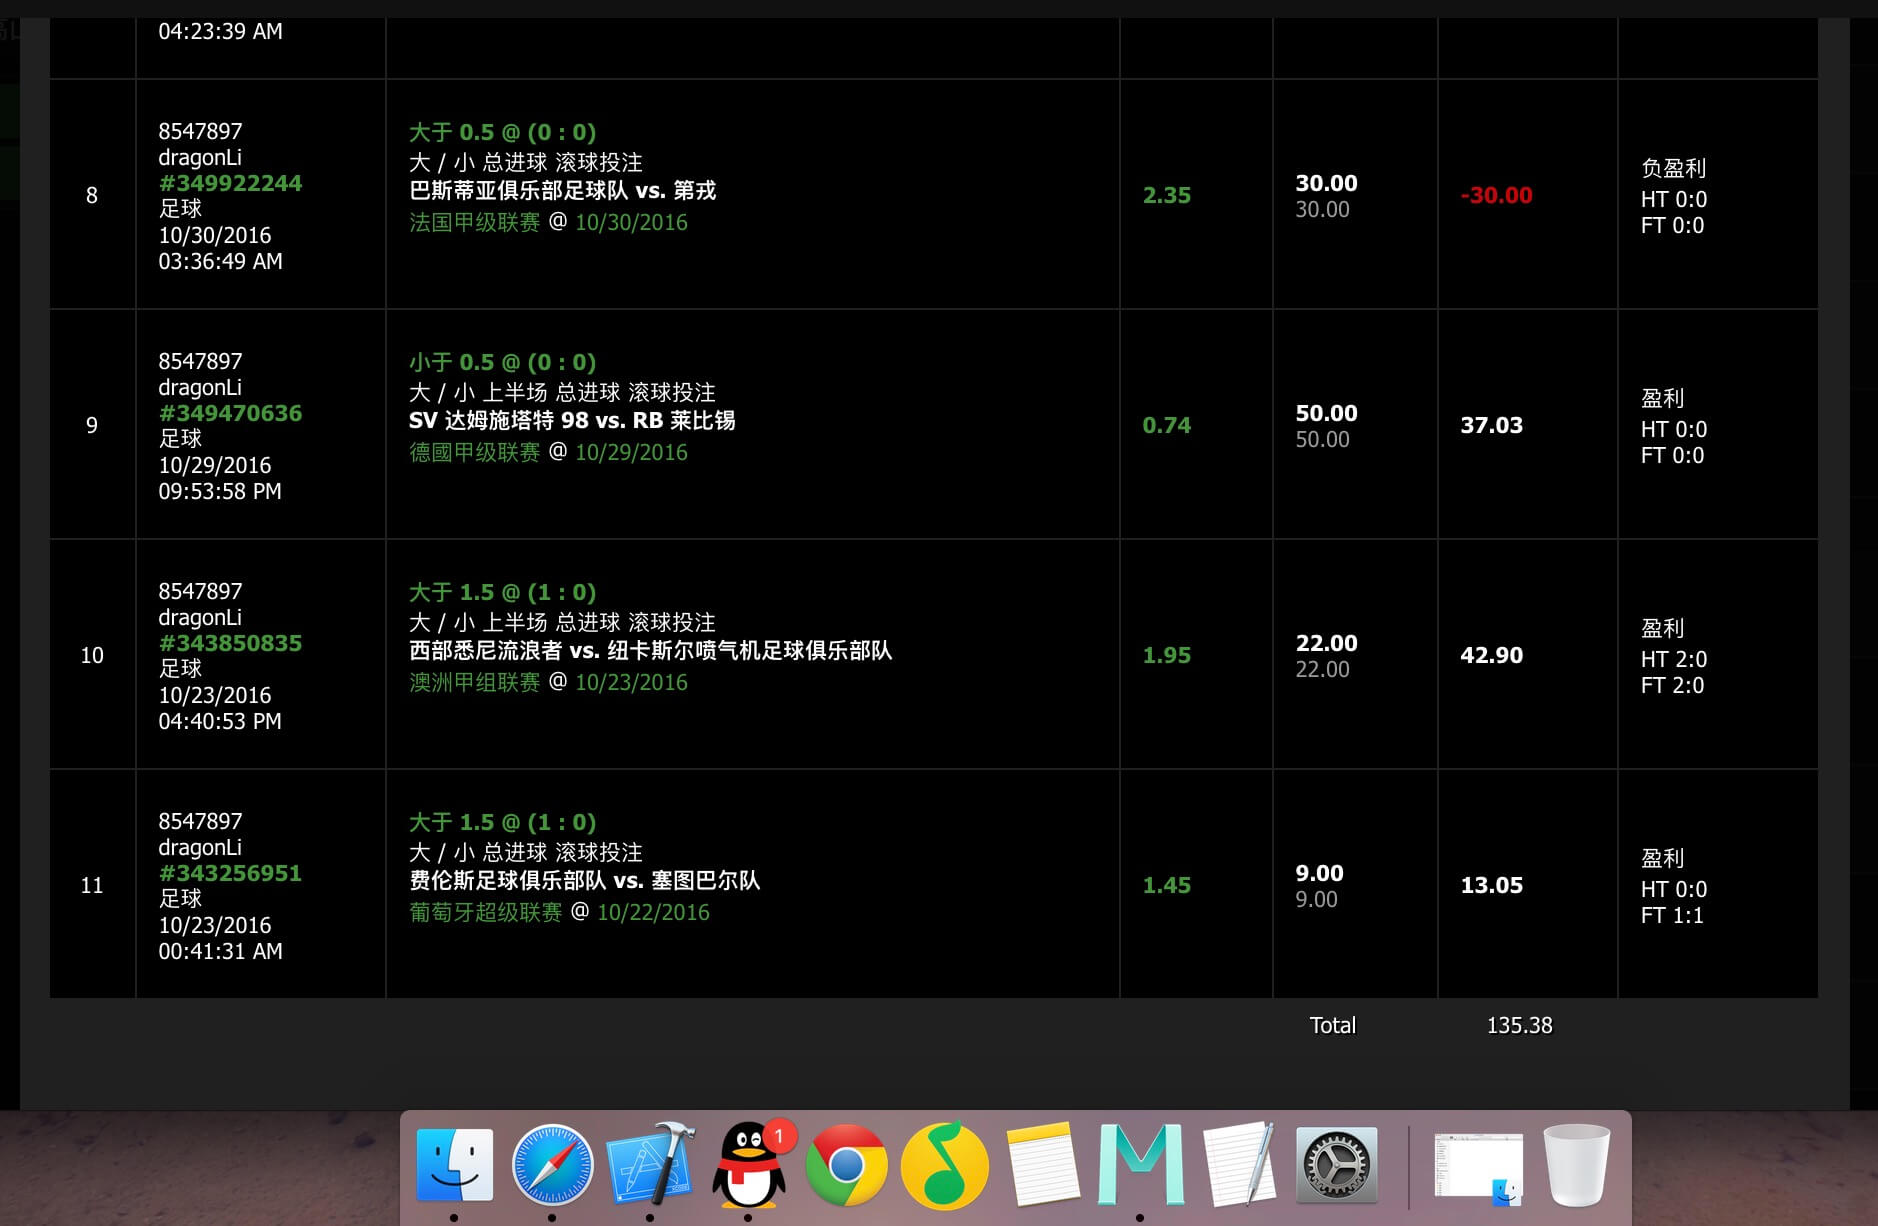 04:23:39 AM
8
8547897
dragonLi
#349922244
足球
10/30/2016
03:36:49 AM
大于 0.5 @ (0 : 0)
大 / 小 总进球 滚球投注
巴斯蒂亚俱乐部足球队 vs. 第戎
法国甲级联赛 @ 10/30/2016
2.35
30.00
30.00
-30.00
负盈利
HT 0:0
FT 0:0
9
8547897
dragonLi
#349470636
足球
10/29/2016
09:53:58 PM
小于 0.5 @ (0 : 0)
大 / 小 上半场 总进球 滚球投注
SV 达姆施塔特 98 vs. RB 莱比锡
德國甲级联赛 @ 10/29/2016
0.74
50.00
50.00
37.03
盈利
HT 0:0
FT 0:0
10
8547897
dragonLi
#343850835
足球
10/23/2016
04:40:53 PM
大于 1.5 @ (1 : 0)
大 / 小 上半场 总进球 滚球投注
西部悉尼流浪者 vs. 纽卡斯尔喷气机足球俱乐部队
澳洲甲组联赛 @ 10/23/2016
1.95
22.00
22.00
42.90
盈利
HT 2:0
FT 2:0
11
8547897
dragonLi
#343256951
足球
10/23/2016
00:41:31 AM
大于 1.5 @ (1 : 0)
大 / 小 总进球 滚球投注
费伦斯足球俱乐部队 vs. 塞图巴尔队
葡萄牙超级联赛 @ 10/22/2016
1.45
9.00
9.00
13.05
盈利
HT 0:0
FT 1:1
Total 135.38
1